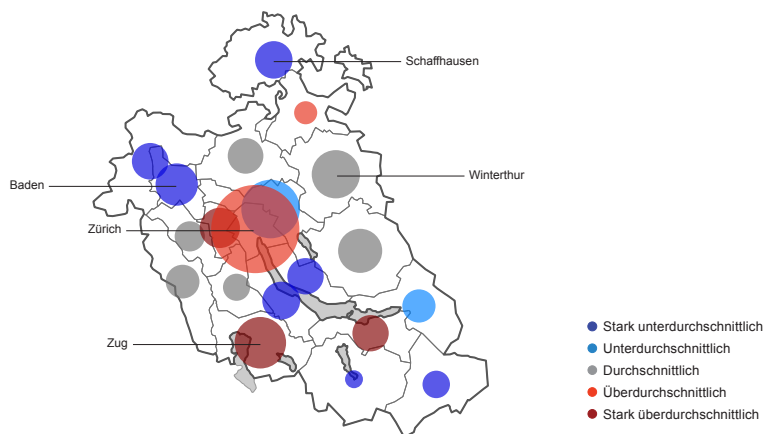 Schaffhausen
Winterthur
Baden
Zürich
Zug
Stark unterdurchschnittlich
Unterdurchschnittlich
Durchschnittlich
Überdurchschnittlich
Stark überdurchschnittlich